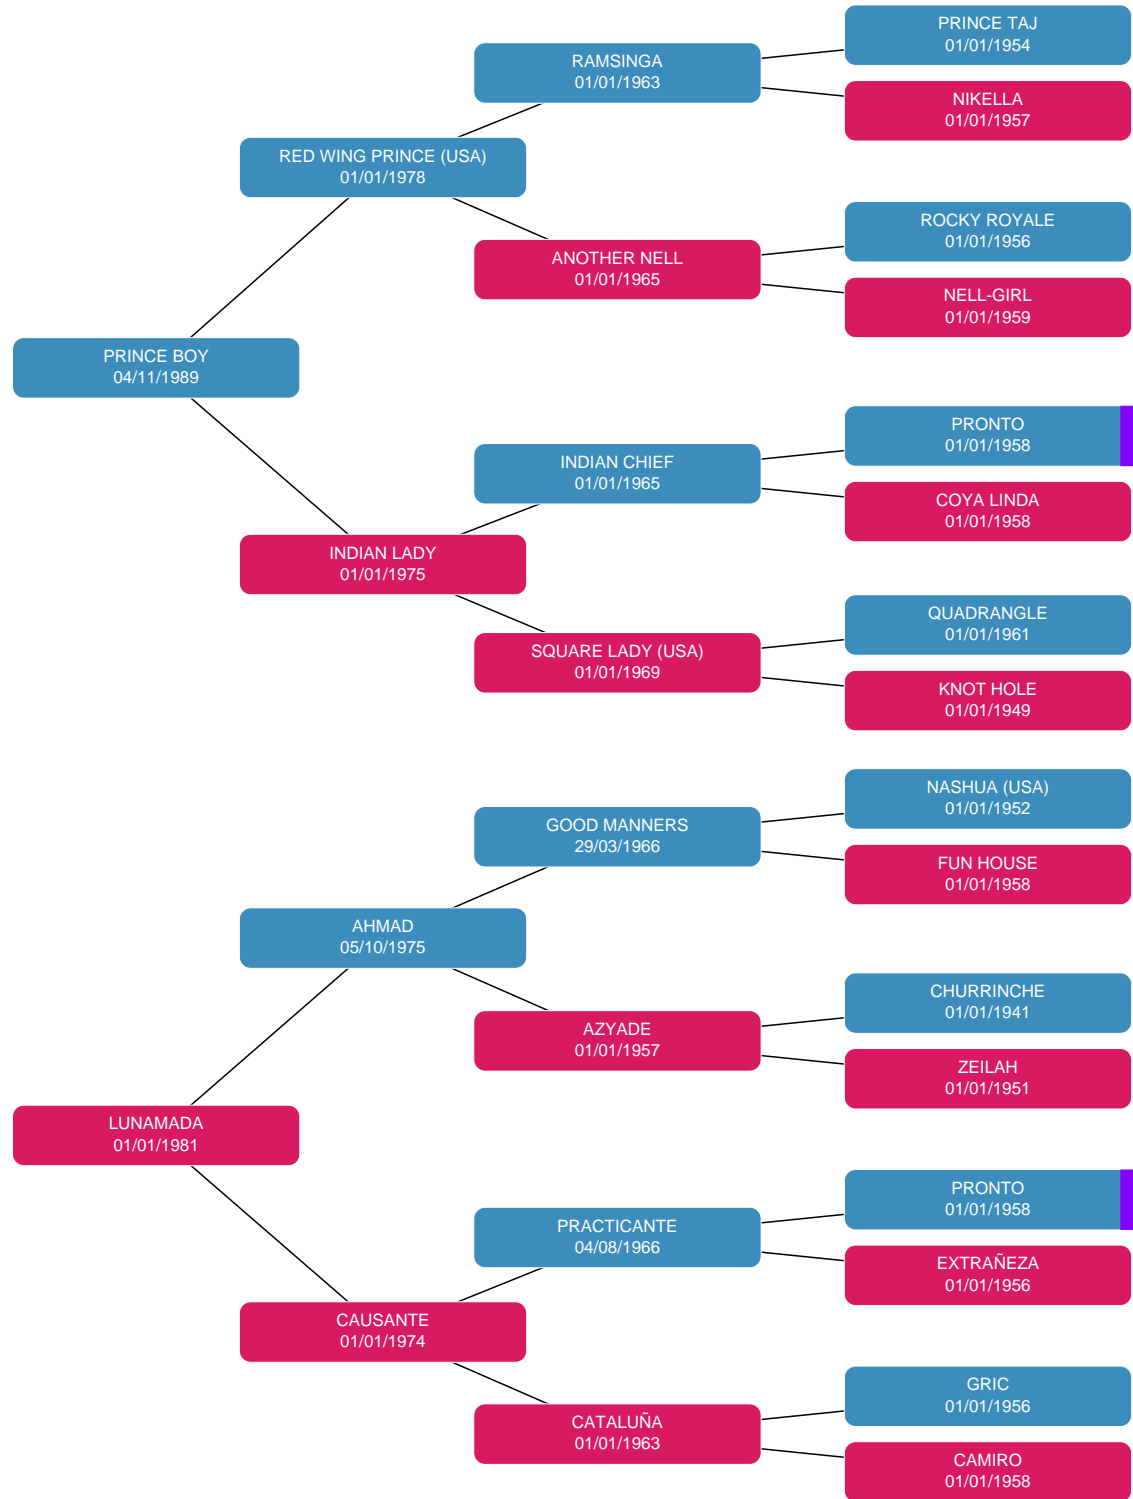 PRINCE TAJ
01/01/1954
RAMSINGA
01/01/1963
NIKELLA
01/01/1957
RED WING PRINCE (USA)
01/01/1978
ROCKY ROYALE
01/01/1956
ANOTHER NELL
01/01/1965
NELL-GIRL
01/01/1959
PRINCE BOY
04/11/1989
PRONTO
01/01/1958
INDIAN CHIEF
01/01/1965
COYA LINDA
01/01/1958
INDIAN LADY
01/01/1975
QUADRANGLE
01/01/1961
SQUARE LADY (USA)
01/01/1969
KNOT HOLE
01/01/1949
NASHUA (USA)
01/01/1952
GOOD MANNERS
29/03/1966
FUN HOUSE
01/01/1958
AHMAD
05/10/1975
CHURRINCHE
01/01/1941
AZYADE
01/01/1957
ZEILAH
01/01/1951
LUNAMADA
01/01/1981
PRONTO
01/01/1958
PRACTICANTE
04/08/1966
EXTRAÑEZA
01/01/1956
CAUSANTE
01/01/1974
GRIC
01/01/1956
CATALUÑA
01/01/1963
CAMIRO
01/01/1958